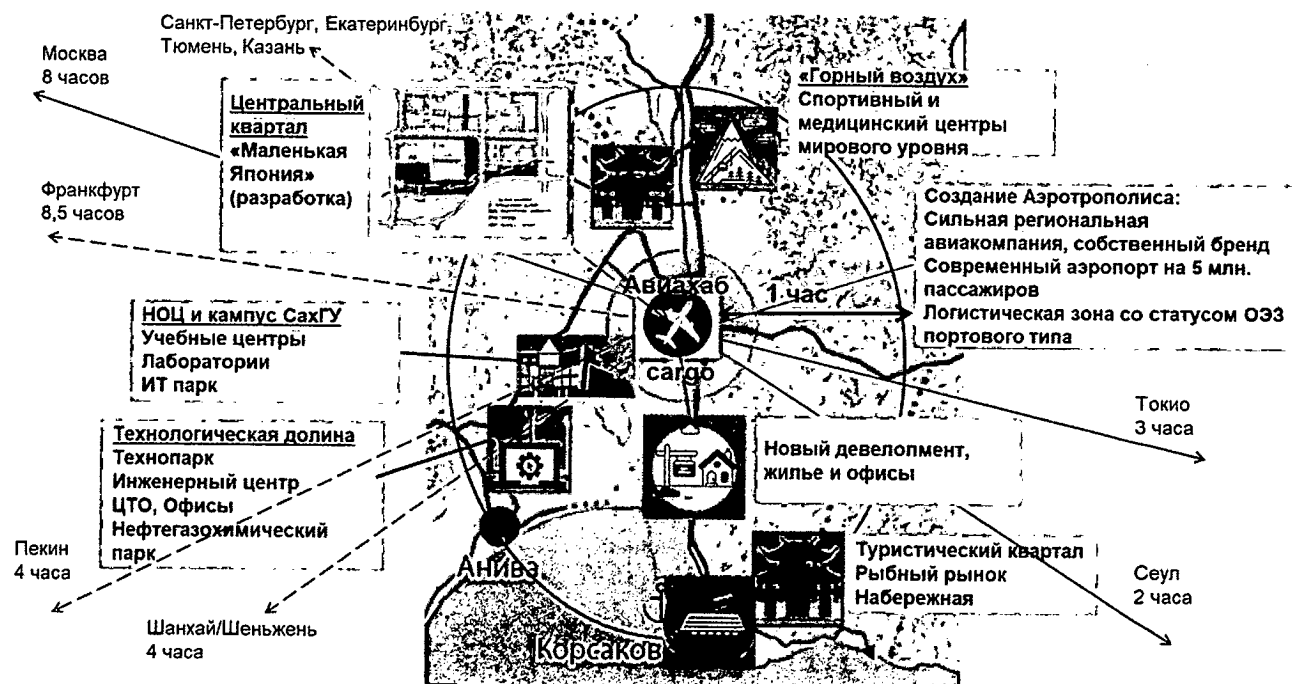 Санкт-Петербург, Екатеринбург
Тюмень, Казань
Москва
8 часов
Центральный
квартал
«Маленькая
Япония»
(разработка)
«Горный воздух»
Спортивный и
медицинский центры
мирового уровня
Франкфурт
8,5 часов
Создание Аэротрополиса:
Сильная региональная
авиакомпания, собственный бренд
Современный аэропорт на 5 млн.
пассажиров
Логистическая зона со статусом ОЭЗ
портового типа
Авиахаб
1 час
cargo
НОЦ и кампус СахГУ
Учебные центры
Лаборатории
ИТ парк
Токио
3 часа
Технологическая долина
Технопарк
Инженерный центр
ЦТО, Офисы
Нефтегазохимический
парк
Новый девелопмент,
жилье и офисы
Пекин
4 часа
Анива
Туристический квартал
Рыбный рынок
Набережная
Сеул
2 часа
Шанхай/Шеньжень
4 часа
Корсаков